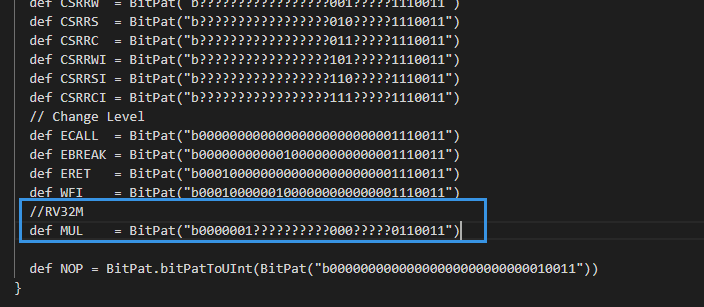 def CSRRW  = BitPat("b?????????????????001?????1110011")
def CSRRS  = BitPat("b?????????????????010?????1110011")
def CSRRC  = BitPat("b?????????????????011?????1110011")
def CSRRWI = BitPat("b?????????????????101?????1110011")
def CSRRSI = BitPat("b?????????????????110?????1110011")
def CSRRCI = BitPat("b?????????????????111?????1110011")
// Change Level
def ECALL  = BitPat("b00000000000000000000000001110011")
def EBREAK = BitPat("b00000000000100000000000001110011")
def ERET   = BitPat("b00010000000000000000000001110011")
def WFI    = BitPat("b00010000001000000000000001110011")
//RV32M
def MUL    = BitPat("b0000001??????????000?????0110011")
def NOP = BitPat.bitPatToUInt(BitPat("b00000000000000000000000000010011"))
}